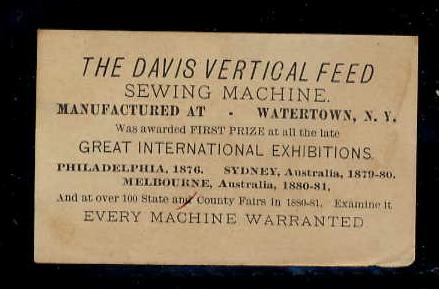 THE DAVIS VERTICAL FEED
SEWING MACHINE.
MANUFACTURED AT - WATERTOWN, N. Y.
Was awarded FIRST PRIZE at all the late
GREAT INTERNATIONAL EXHIBITIONS.
PHILADELPHIA, 1876. SYDNEY, Australia, 1879-80.
MELBOURNE, Australia, 1880-81,
And at over 100 State and County Fairs in 1880-81. Examine it
EVERY MACHINE WARRANTED